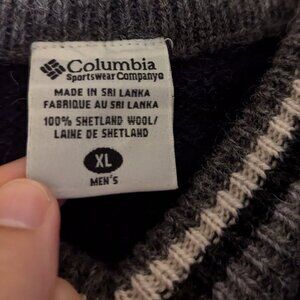 Columbia
Sportswear Company®
MADE IN SRI LANKA
FABRIQUE AU SRI LANKA
100% SHETLAND WOOL/
LAINE DE SHETLAND
XL
MEN'S